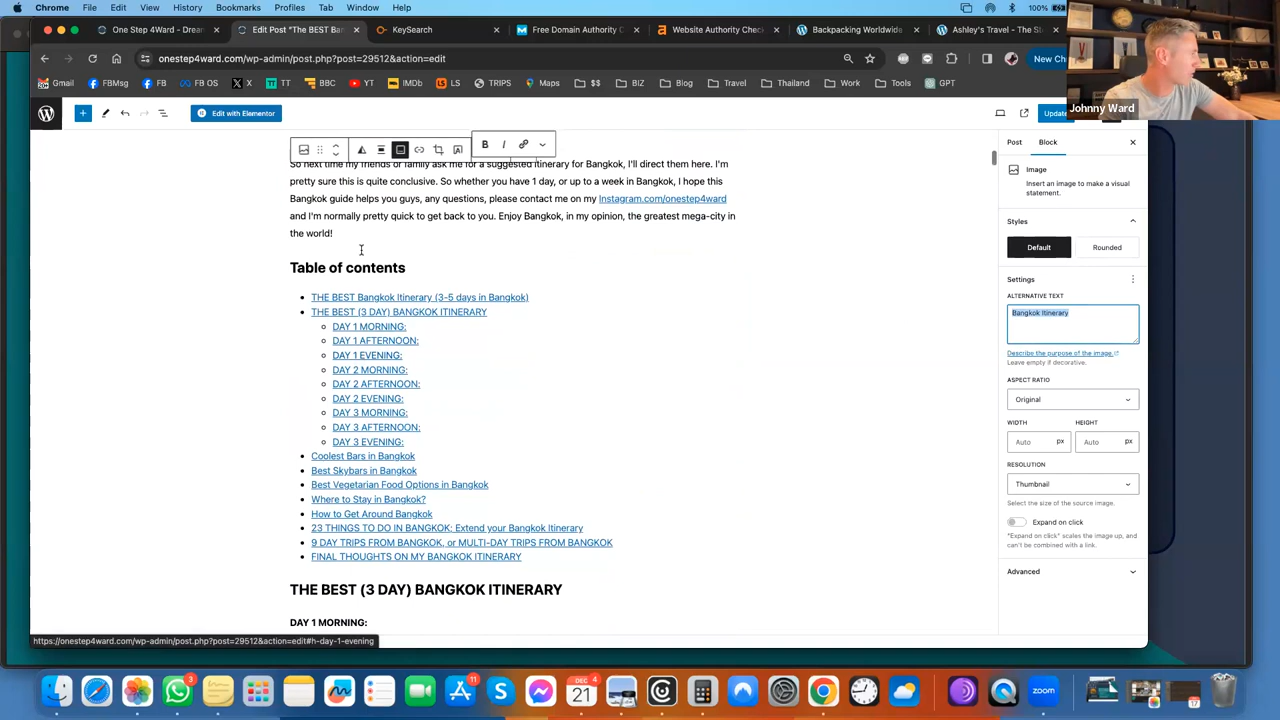 Chrome File Edit View History Bookmarks Profiles Tab Window Help 100%
One Step 4Ward - Drea
Edit Post "THE BEST Ba
KeySearch
Free Domain Authority C
Website Authority Chec
Backpacking Worldwide
Ashley's Travel - The St
onestep4ward.com/wp-admin/post.php?post=29512&action=edit
New Ch
Gmail FBMsg FB FB OS X TT BBC YT IMDb LS TRIPS Maps $$ BIZ Blog Travel Thailand Work Tools GPT
Johnny Ward
Edit with Elementor
Update
So next time my friends or family ask me for a suggested itinerary for Bangkok, I'll direct them here. I'm
pretty sure this is quite conclusive. So whether you have 1 day, or up to a week in Bangkok, I hope this
Bangkok guide helps you guys, any questions, please contact me on my Instagram.com/onestep4ward
and I'm normally pretty quick to get back to you. Enjoy Bangkok, in my opinion, the greatest mega-city in
the world!
Table of contents
THE BEST Bangkok Itinerary (3-5 days in Bangkok)
THE BEST (3 DAY) BANGKOK ITINERARY
DAY 1 MORNING:
DAY 1 AFTERNOON:
DAY 1 EVENING:
DAY 2 MORNING:
DAY 2 AFTERNOON:
DAY 2 EVENING:
DAY 3 MORNING:
DAY 3 AFTERNOON:
DAY 3 EVENING:
Coolest Bars in Bangkok
Best Skybars in Bangkok
Best Vegetarian Food Options in Bangkok
Where to Stay in Bangkok?
How to Get Around Bangkok
23 THINGS TO DO IN BANGKOK; Extend your Bangkok Itinerary
9 DAY TRIPS FROM BANGKOK, or MULTI-DAY TRIPS FROM BANGKOK
FINAL THOUGHTS ON MY BANGKOK ITINERARY
THE BEST (3 DAY) BANGKOK ITINERARY
DAY 1 MORNING:
https://onestep4ward.com/wp-admin/post.php?post=29512&action=edit#h-day-1-evening
Post Block
Image
Insert an image to make a visual
statement.
Styles
Default Rounded
Settings
ALTERNATIVE TEXT
Bangkok Itinerary
Describe the purpose of the image.
Leave empty if decorative.
ASPECT RATIO
Original
WIDTH HEIGHT
Auto px Auto px
RESOLUTION
Thumbnail
Select the size of the source image.
Expand on click
"Expand on click" scales the image up, and
can't be combined with a link.
Advanced
3
11
DEC 4
21
zoom
17